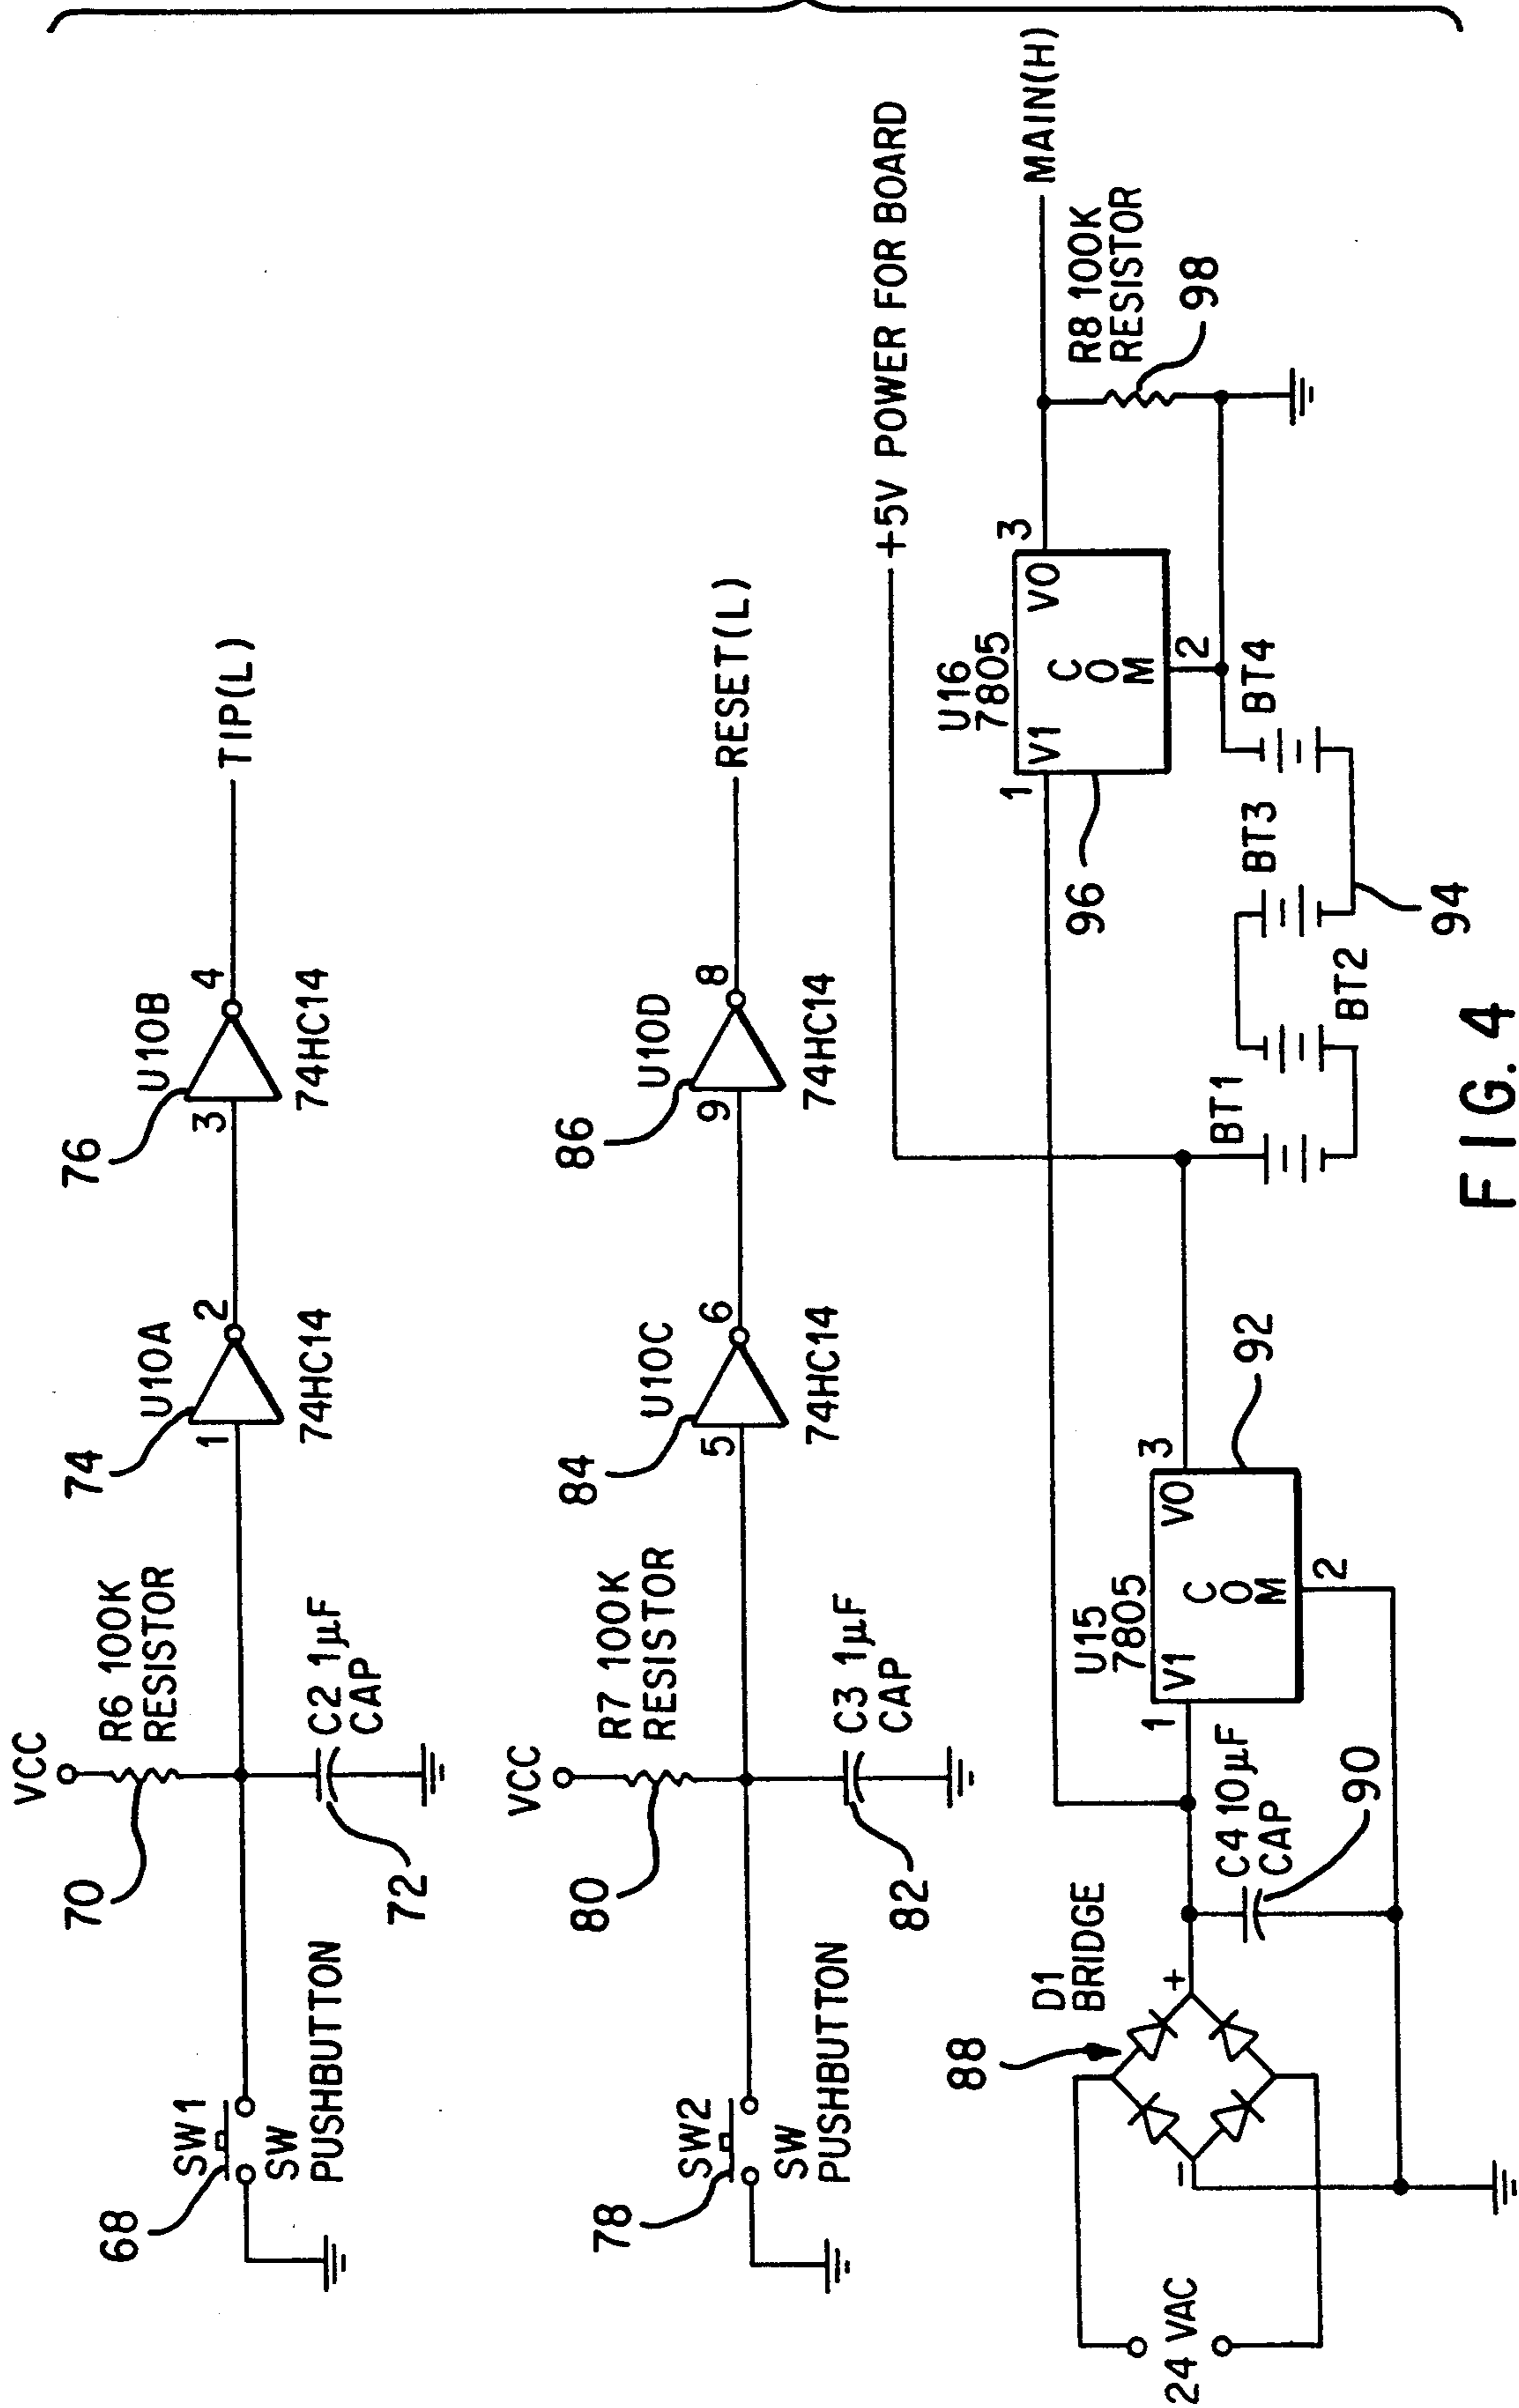 VCC
R6 100K
RESISTOR
70
C2 1µF
CAP
72
SW1
68
SW
PUSHBUTTON
74
U10A
1
2
74HC14
76
U10B
3
4
74HC14
TIP(L)
VCC
R7 100K
RESISTOR
80
C3 1µF
CAP
82
SW2
78
SW
PUSHBUTTON
84
U10C
5
6
74HC14
86
U10D
9
8
74HC14
RESET(L)
24 VAC
88
D1
BRIDGE
+
C4 10µF
CAP
90
U15
7805
1
V1
VO
3
COM
2
92
+5V POWER FOR BOARD
BT1
BT2
BT3
BT4
94
U16
7805
1
V1
VO
3
COM
2
96
MAIN(H)
R8 100K
RESISTOR
98
FIG. 4